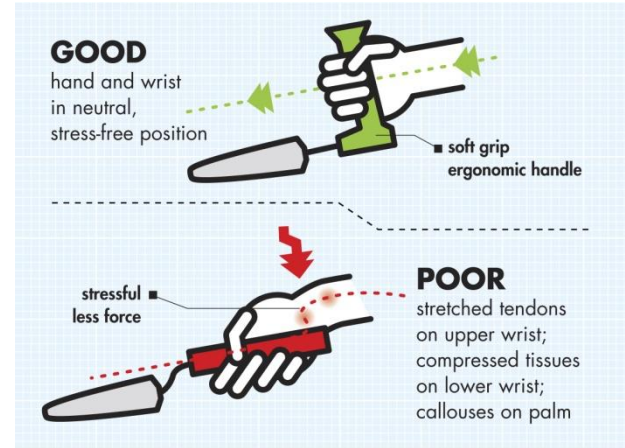 GOOD
hand and wrist
in neutral,
stress-free position
soft grip
ergonomic handle
stressful
less force
POOR
stretched tendons
on upper wrist;
compressed tissues
on lower wrist;
callouses on palm